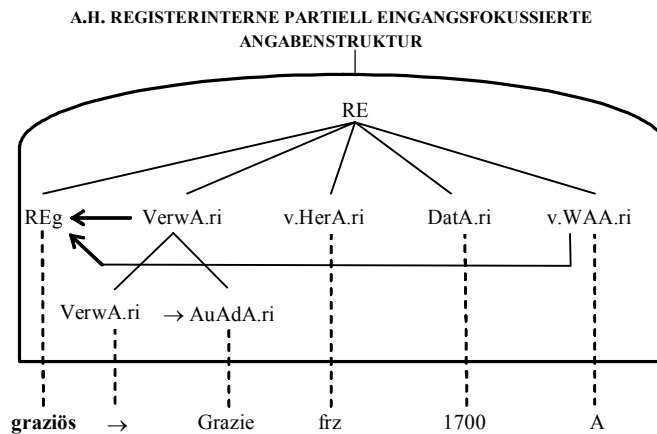 A.H. REGISTERINTERNE PARTIELL EINGANGSFOKUSSIERTE
ANGABENSTRUKTUR
RE
REg VerwA.ri v.HerA.ri DatA.ri v.WAA.ri
VerwA.ri → AuAdA.ri
graziös → Grazie frz 1700 A